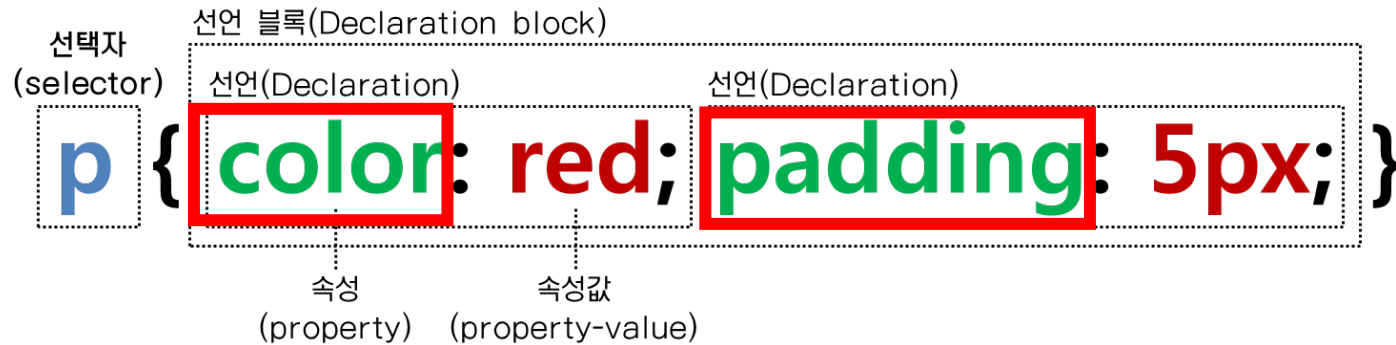 선언 블록(Declaration block)
선택자
(selector)
선언(Declaration)
선언(Declaration)
p { color: red; padding: 5px; }
속성
(property)
속성값
(property-value)